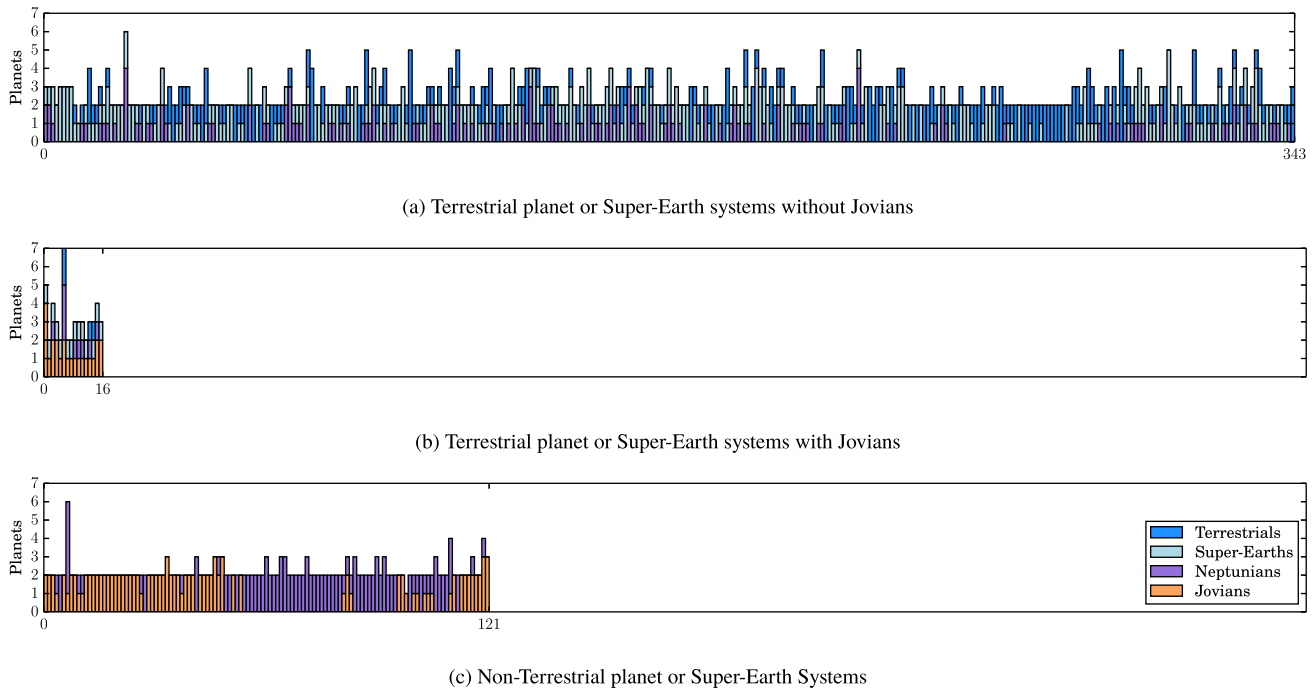 7
6
5
4
3
2
1
0
Planets
0 343
(a) Terrestrial planet or Super-Earth systems without Jovians
7
6
5
4
3
2
1
0
Planets
0 16
(b) Terrestrial planet or Super-Earth systems with Jovians
7
6
5
4
3
2
1
0
Planets
0 121
Terrestrials
Super-Earths
Neptunians
Jovians
(c) Non-Terrestrial planet or Super-Earth Systems